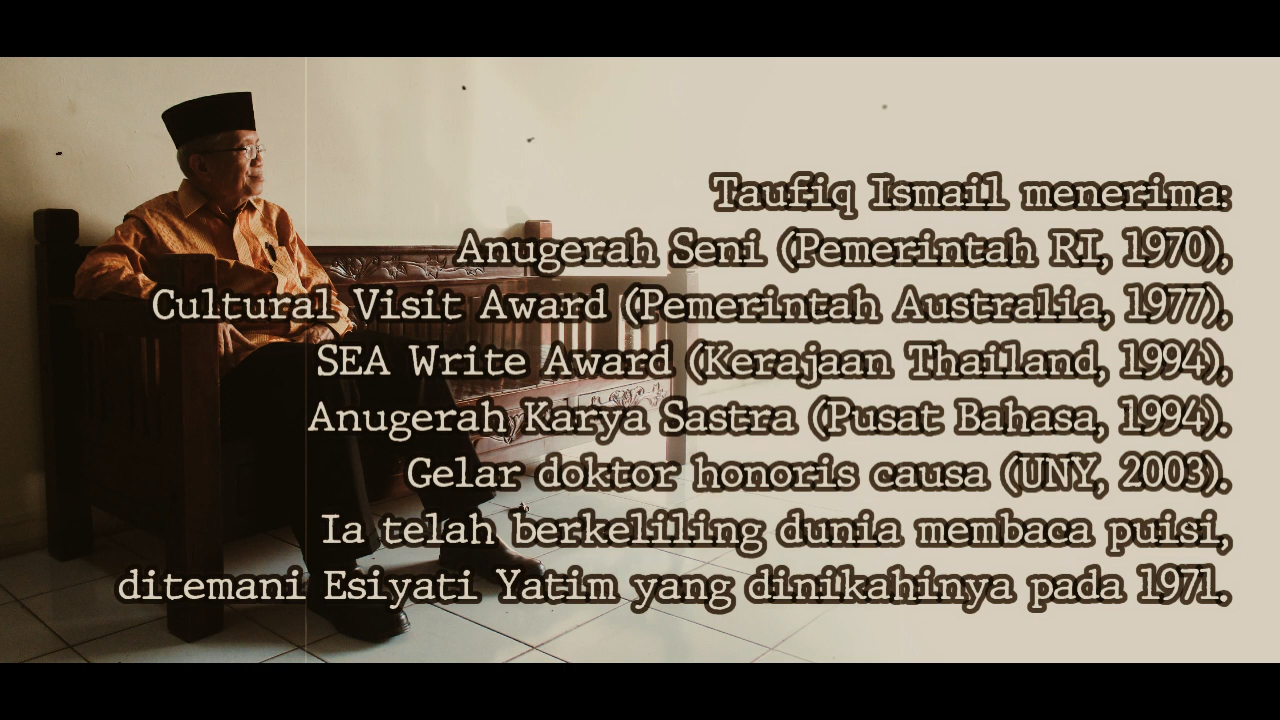 Taufiq Ismail menerima:
Anugerah Seni (Pemerintah RI, 1970),
Cultural Visit Award (Pemerintah Australia, 1977),
SEA Write Award (Kerajaan Thailand, 1994),
Anugerah Karya Sastra (Pusat Bahasa, 1994).
Gelar doktor honoris causa (UNY, 2003).
Ia telah berkeliling dunia membaca puisi,
ditemani Esiyati Yatim yang dinikahinya pada 1971.